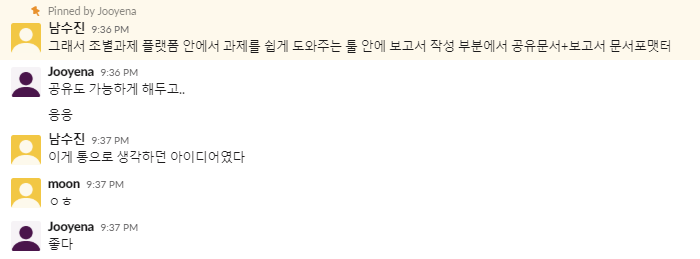 Pinned by Jooyena
남수진 9:36 PM
그래서 조별과제 플랫폼 안에서 과제를 쉽게 도와주는 툴 안에 보고서 작성 부분에서 공유문서+보고서 문서포맷터
Jooyena 9:36 PM
공유도 가능하게 해두고..
응응
남수진 9:37 PM
이게 통으로 생각하던 아이디어였다
moon 9:37 PM
ㅇㅎ
Jooyena 9:37 PM
좋다